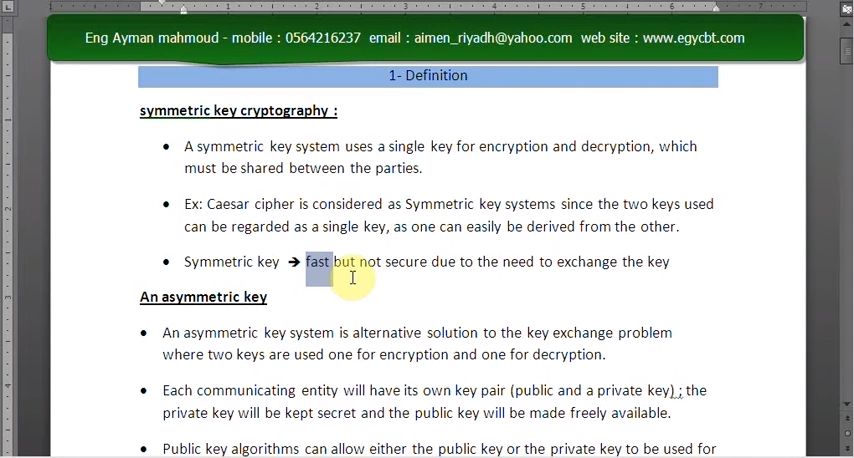 Eng Ayman mahmoud - mobile : 0564216237 email : aimen_riyadh@yahoo.com web site : www.egycbt.com
1- Definition
symmetric key cryptography :
• A symmetric key system uses a single key for encryption and decryption, which
must be shared between the parties.
• Ex: Caesar cipher is considered as Symmetric key systems since the two keys used
can be regarded as a single key, as one can easily be derived from the other.
• Symmetric key ➔ fast but not secure due to the need to exchange the key
An asymmetric key
• An asymmetric key system is alternative solution to the key exchange problem
where two keys are used one for encryption and one for decryption.
• Each communicating entity will have its own key pair (public and a private key) ; the
private key will be kept secret and the public key will be made freely available.
• Public key algorithms can allow either the public key or the private key to be used for